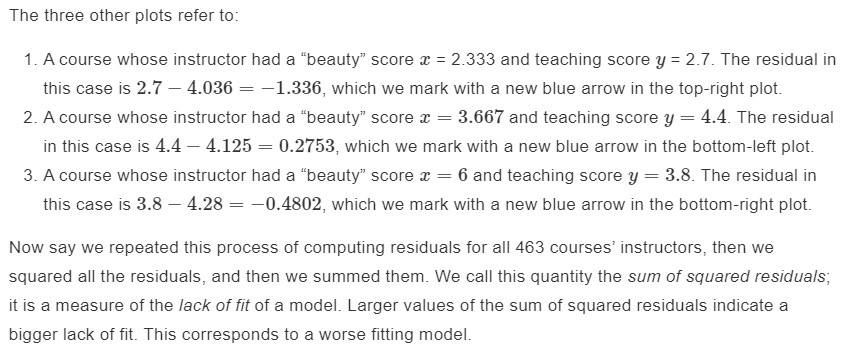 The three other plots refer to:
1. A course whose instructor had a “beauty” score x = 2.333 and teaching score y = 2.7. The residual in
this case is 2.7 − 4.036 = −1.336, which we mark with a new blue arrow in the top-right plot.
2. A course whose instructor had a “beauty” score x = 3.667 and teaching score y = 4.4. The residual
in this case is 4.4 − 4.125 = 0.2753, which we mark with a new blue arrow in the bottom-left plot.
3. A course whose instructor had a “beauty” score x = 6 and teaching score y = 3.8. The residual in
this case is 3.8 − 4.28 = −0.4802, which we mark with a new blue arrow in the bottom-right plot.
Now say we repeated this process of computing residuals for all 463 courses’ instructors, then we
squared all the residuals, and then we summed them. We call this quantity the sum of squared residuals;
it is a measure of the lack of fit of a model. Larger values of the sum of squared residuals indicate a
bigger lack of fit. This corresponds to a worse fitting model.